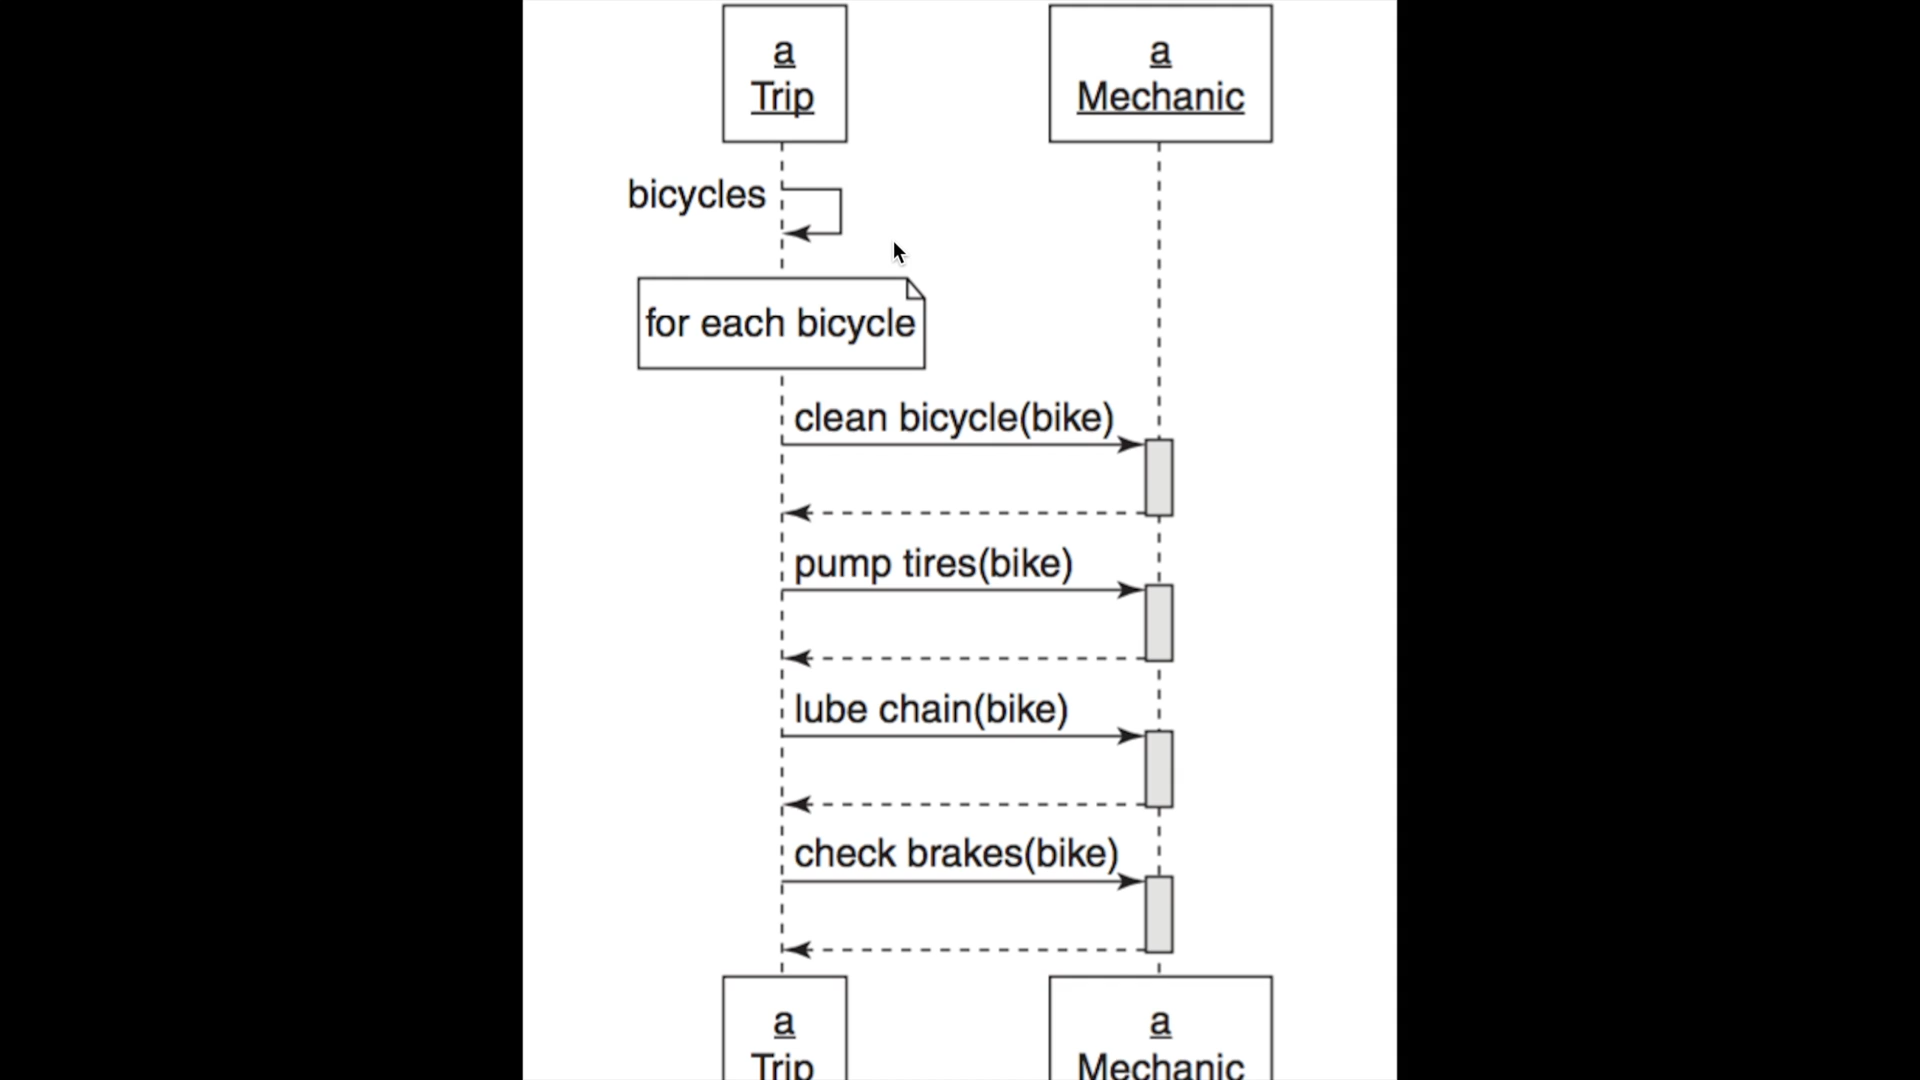 a
Trip
a
Mechanic
bicycles
for each bicycle
clean bicycle(bike)
pump tires(bike)
lube chain(bike)
check brakes(bike)
a
Trip
a
Mechanic